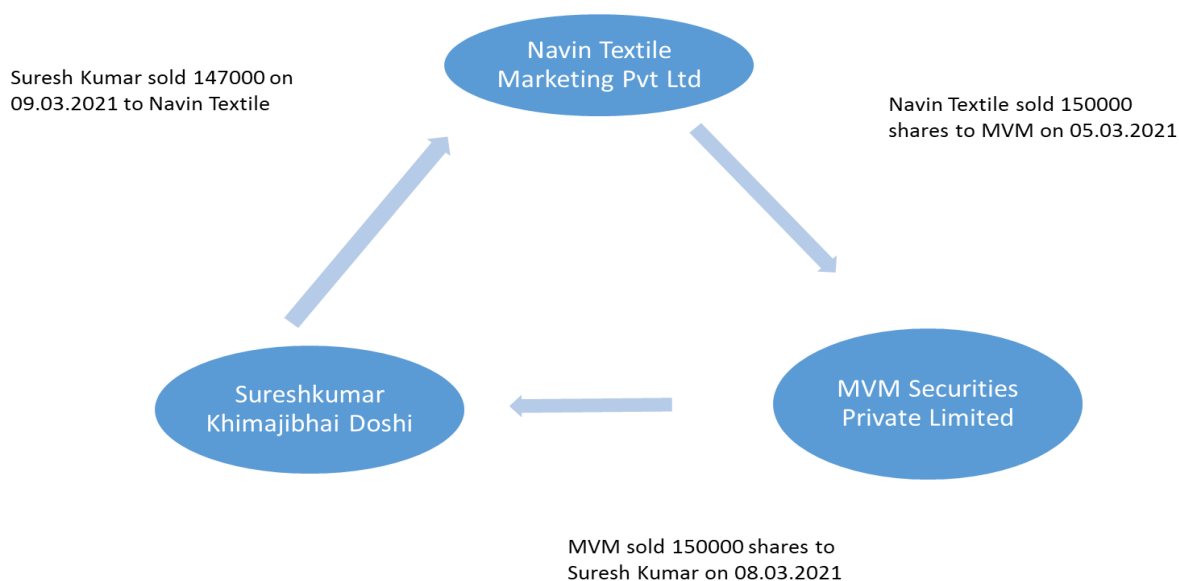 Navin Textile
Marketing Pvt Ltd
Suresh Kumar sold 147000 on
09.03.2021 to Navin Textile
Navin Textile sold 150000
shares to MVM on 05.03.2021
Sureshkumar
Khimajibhai Doshi
MVM Securities
Private Limited
MVM sold 150000 shares to
Suresh Kumar on 08.03.2021